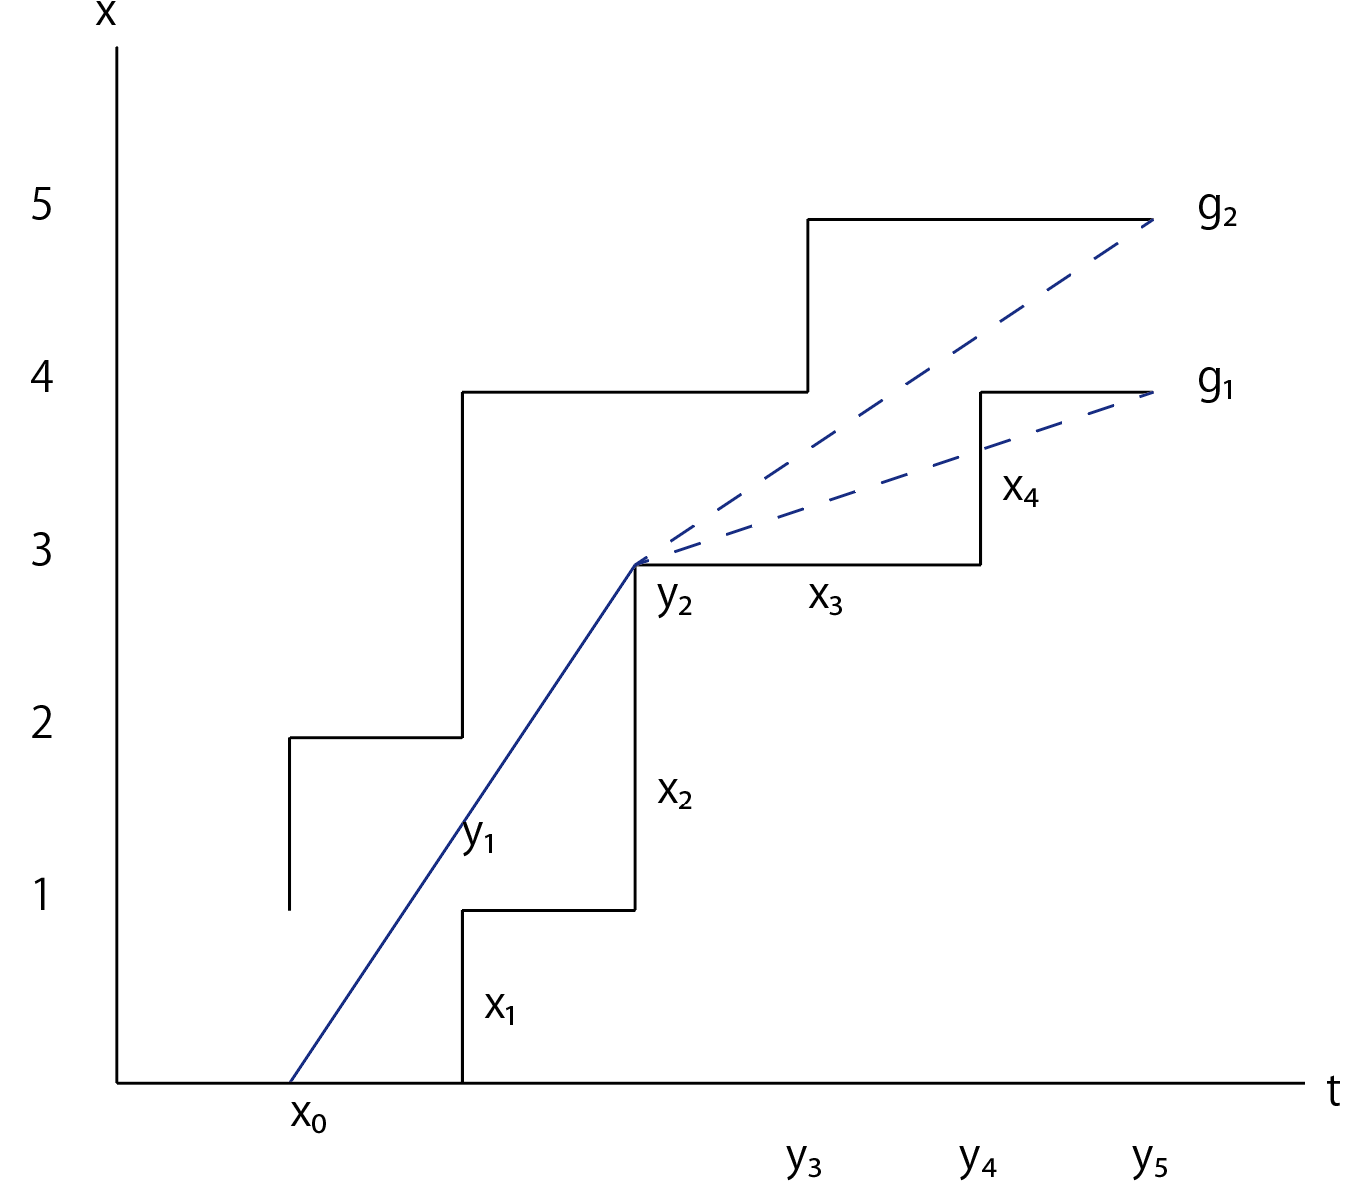 x
5 g₂
4 g₁
x₄
3
y₂ x₃
2
x₂
y₁
1
x₁
t
x₀
y₃ y₄ y₅